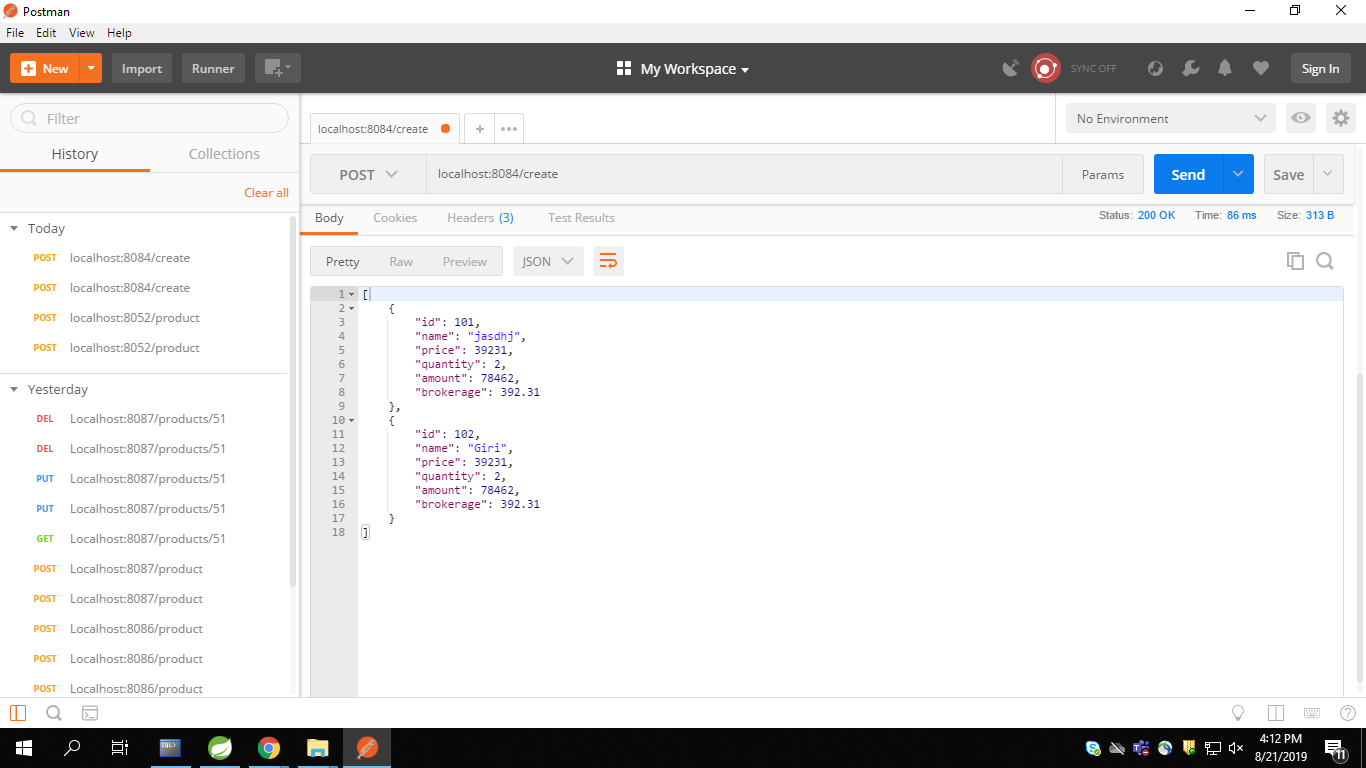 Postman
File Edit View Help
New Import Runner My Workspace SYNC OFF Sign In
Filter
History Collections
Clear all
Today
POST localhost:8084/create
POST localhost:8084/create
POST localhost:8052/product
POST localhost:8052/product
Yesterday
DEL Localhost:8087/products/51
DEL Localhost:8087/products/51
PUT Localhost:8087/products/51
PUT Localhost:8087/products/51
GET Localhost:8087/products/51
POST Localhost:8087/product
POST Localhost:8087/product
POST Localhost:8086/product
POST Localhost:8086/product
POST Localhost:8086/product
localhost:8084/create + ••• No Environment
POST localhost:8084/create Params Send Save
Body Cookies Headers (3) Test Results Status: 200 OK Time: 86 ms Size: 313 B
Pretty Raw Preview JSON
1 [
2 {
3 "id": 101,
4 "name": "jasdhj",
5 "price": 39231,
6 "quantity": 2,
7 "amount": 78462,
8 "brokerage": 392.31
9 },
10 {
11 "id": 102,
12 "name": "Giri",
13 "price": 39231,
14 "quantity": 2,
15 "amount": 78462,
16 "brokerage": 392.31
17 }
18 ]
SQL>
4:12 PM
8/21/2019
11